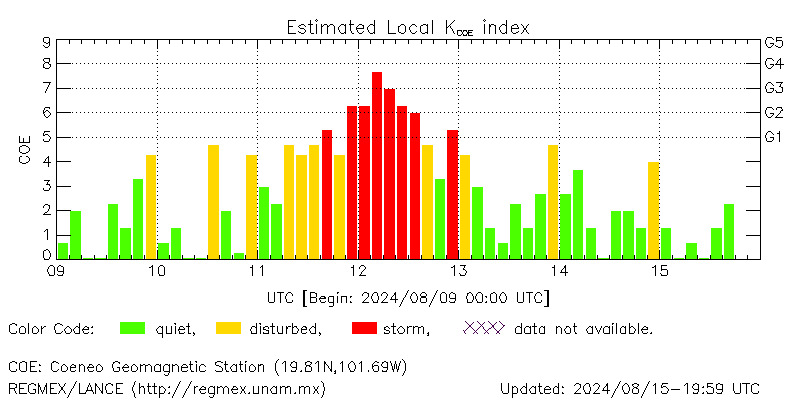 Estimated Local KCOE index
9 G5
8 G4
7 G3
6 G2
5 G1
4
3
2
1
0
COE
09 10 11 12 13 14 15
UTC [Begin: 2024/08/09 00:00 UTC]
Color Code: quiet, disturbed, storm, data not available.
COE: Coeneo Geomagnetic Station (19.81N,101.69W)
REGMEX/LANCE (http://regmex.unam.mx) Updated: 2024/08/15-19:59 UTC